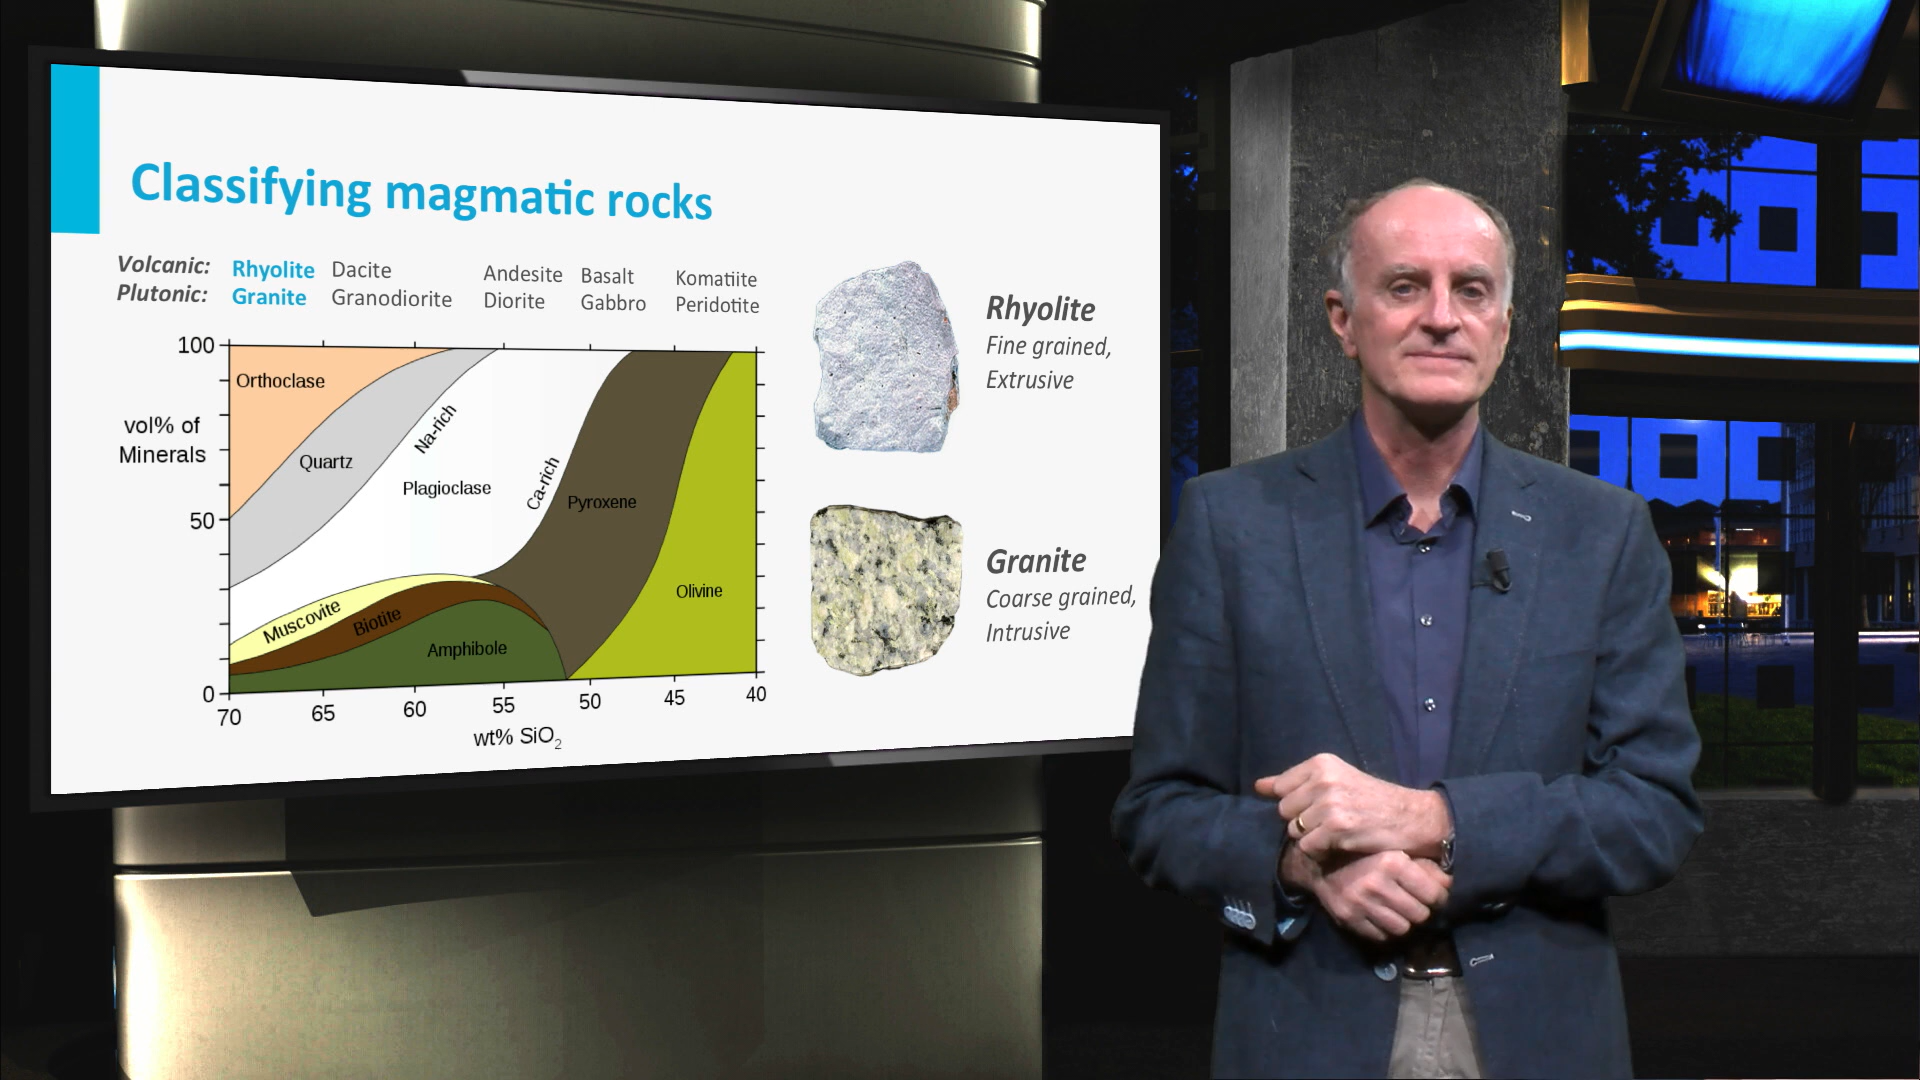 Classifying magmatic rocks
Volcanic: Rhyolite Dacite Andesite Basalt Komatiite
Plutonic: Granite Granodiorite Diorite Gabbro Peridotite
100
50
0
vol% of
Minerals
Orthoclase
Quartz
Na-rich
Plagioclase
Ca-rich
Pyroxene
Olivine
Muscovite
Biotite
Amphibole
70 65 60 55 50 45 40
wt% SiO₂
Rhyolite
Fine grained,
Extrusive
Granite
Coarse grained,
Intrusive